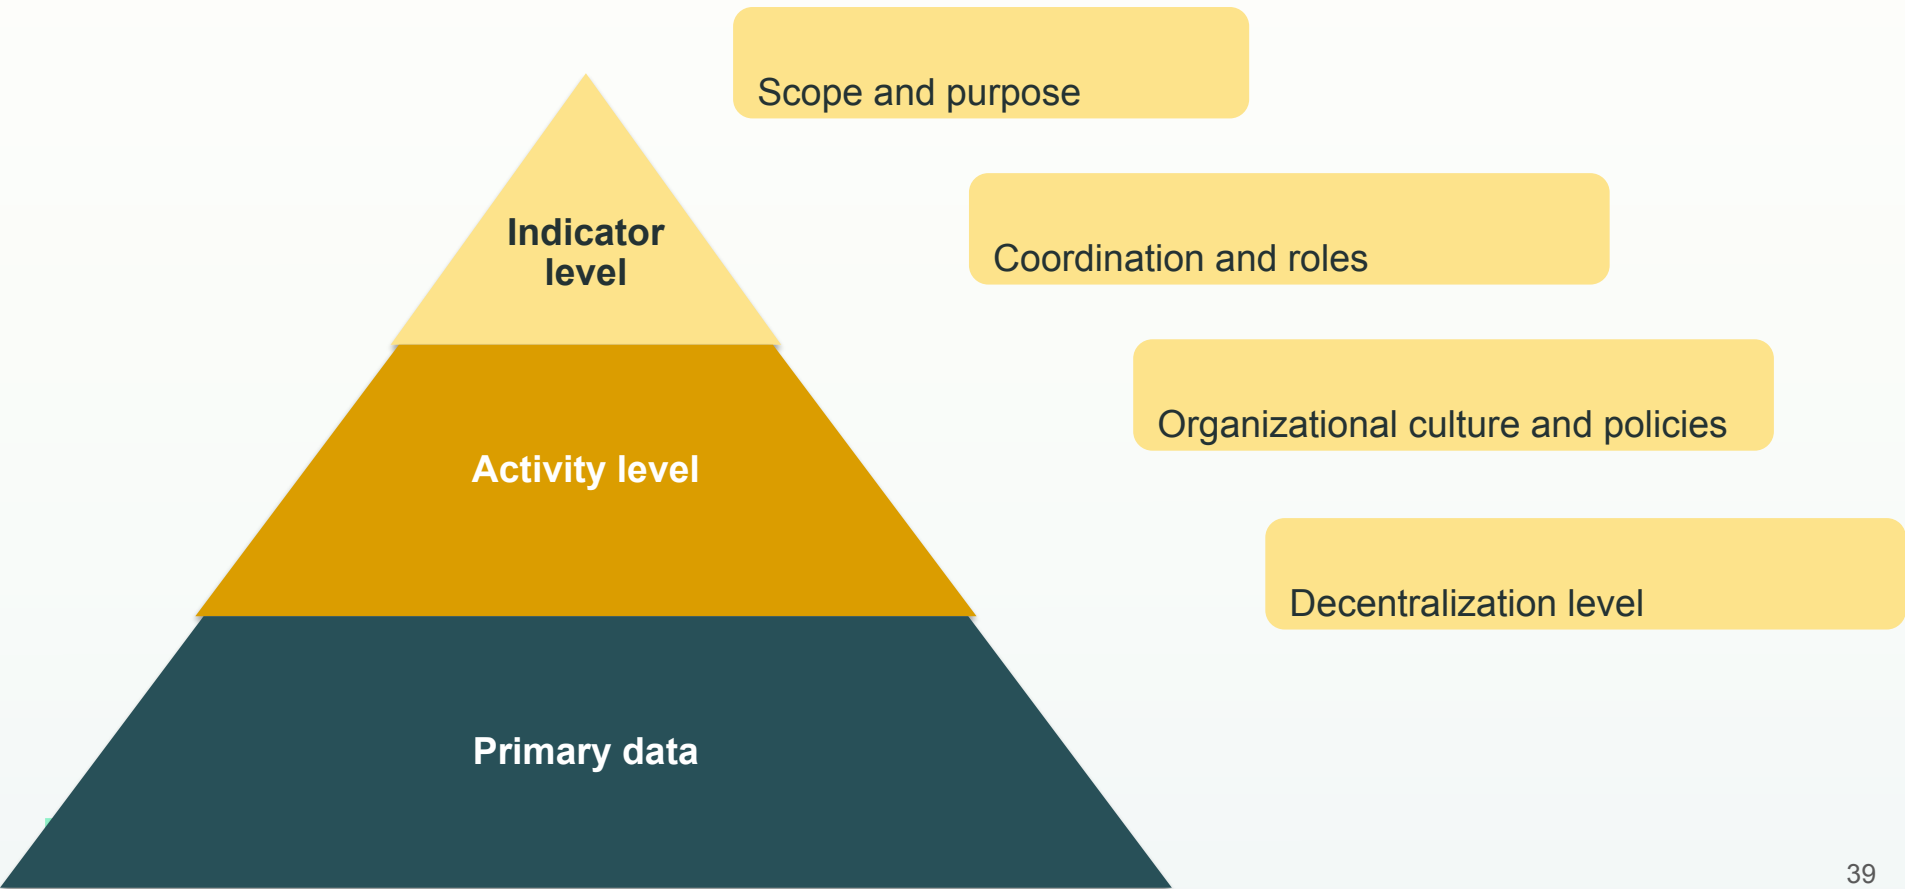 Scope and purpose
Indicator
level
Coordination and roles
Organizational culture and policies
Activity level
Decentralization level
Primary data
39